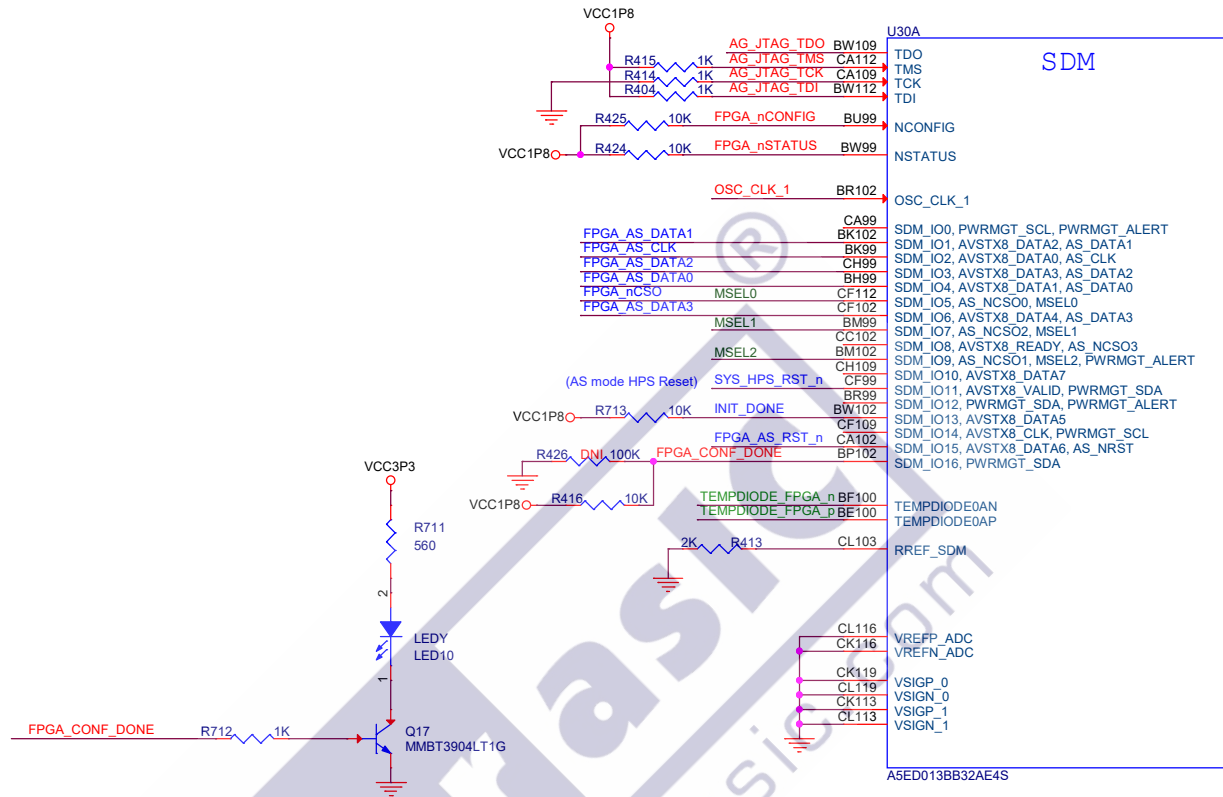 VCC1P8
U30A
SDM
AG_JTAG_TDO BW109 TDO
R415 1K AG_JTAG_TMS CA112 TMS
R414 1K AG_JTAG_TCK CA109 TCK
R404 1K AG_JTAG_TDI BW112 TDI
R425 10K FPGA_nCONFIG BU99 NCONFIG
VCC1P8 R424 10K FPGA_nSTATUS BW99 NSTATUS
OSC_CLK_1 BR102 OSC_CLK_1
CA99 SDM_IO0, PWRMGT_SCL, PWRMGT_ALERT
FPGA_AS_DATA1 BK102 SDM_IO1, AVSTX8_DATA2, AS_DATA1
FPGA_AS_CLK BK99 SDM_IO2, AVSTX8_DATA0, AS_CLK
FPGA_AS_DATA2 CH99 SDM_IO3, AVSTX8_DATA3, AS_DATA2
FPGA_AS_DATA0 BH99 SDM_IO4, AVSTX8_DATA1, AS_DATA0
FPGA_nCSO MSEL0 CF112 SDM_IO5, AS_NCSO0, MSEL0
FPGA_AS_DATA3 CF102 SDM_IO6, AVSTX8_DATA4, AS_DATA3
MSEL1 BM99 SDM_IO7, AS_NCSO2, MSEL1
CC102 SDM_IO8, AVSTX8_READY, AS_NCSO3
MSEL2 BM102 SDM_IO9, AS_NCSO1, MSEL2, PWRMGT_ALERT
CH109 SDM_IO10, AVSTX8_DATA7
(AS mode HPS Reset) SYS_HPS_RST_n CF99 SDM_IO11, AVSTX8_VALID, PWRMGT_SDA
BR99 SDM_IO12, PWRMGT_SDA, PWRMGT_ALERT
VCC1P8 R713 10K INIT_DONE BW102 SDM_IO13, AVSTX8_DATA5
CF109 SDM_IO14, AVSTX8_CLK, PWRMGT_SCL
FPGA_AS_RST_n CA102 SDM_IO15, AVSTX8_DATA6, AS_NRST
R426 DNI 100K FPGA_CONF_DONE BP102 SDM_IO16, PWRMGT_SDA
VCC1P8 R416 10K
TEMPDIODE_FPGA_n BF100 TEMPDIODE0AN
TEMPDIODE_FPGA_p BE100 TEMPDIODE0AP
2K R413 CL103 RREF_SDM
VCC3P3
R711
560
2
LEDY
LED10
1
CL116 VREFP_ADC
CK116 VREFN_ADC
CK119 VSIGP_0
CL119 VSIGN_0
CK113 VSIGP_1
CL113 VSIGN_1
FPGA_CONF_DONE R712 1K
Q17
MMBT3904LT1G
A5ED013BB32AE4S
®
asic
sic.com